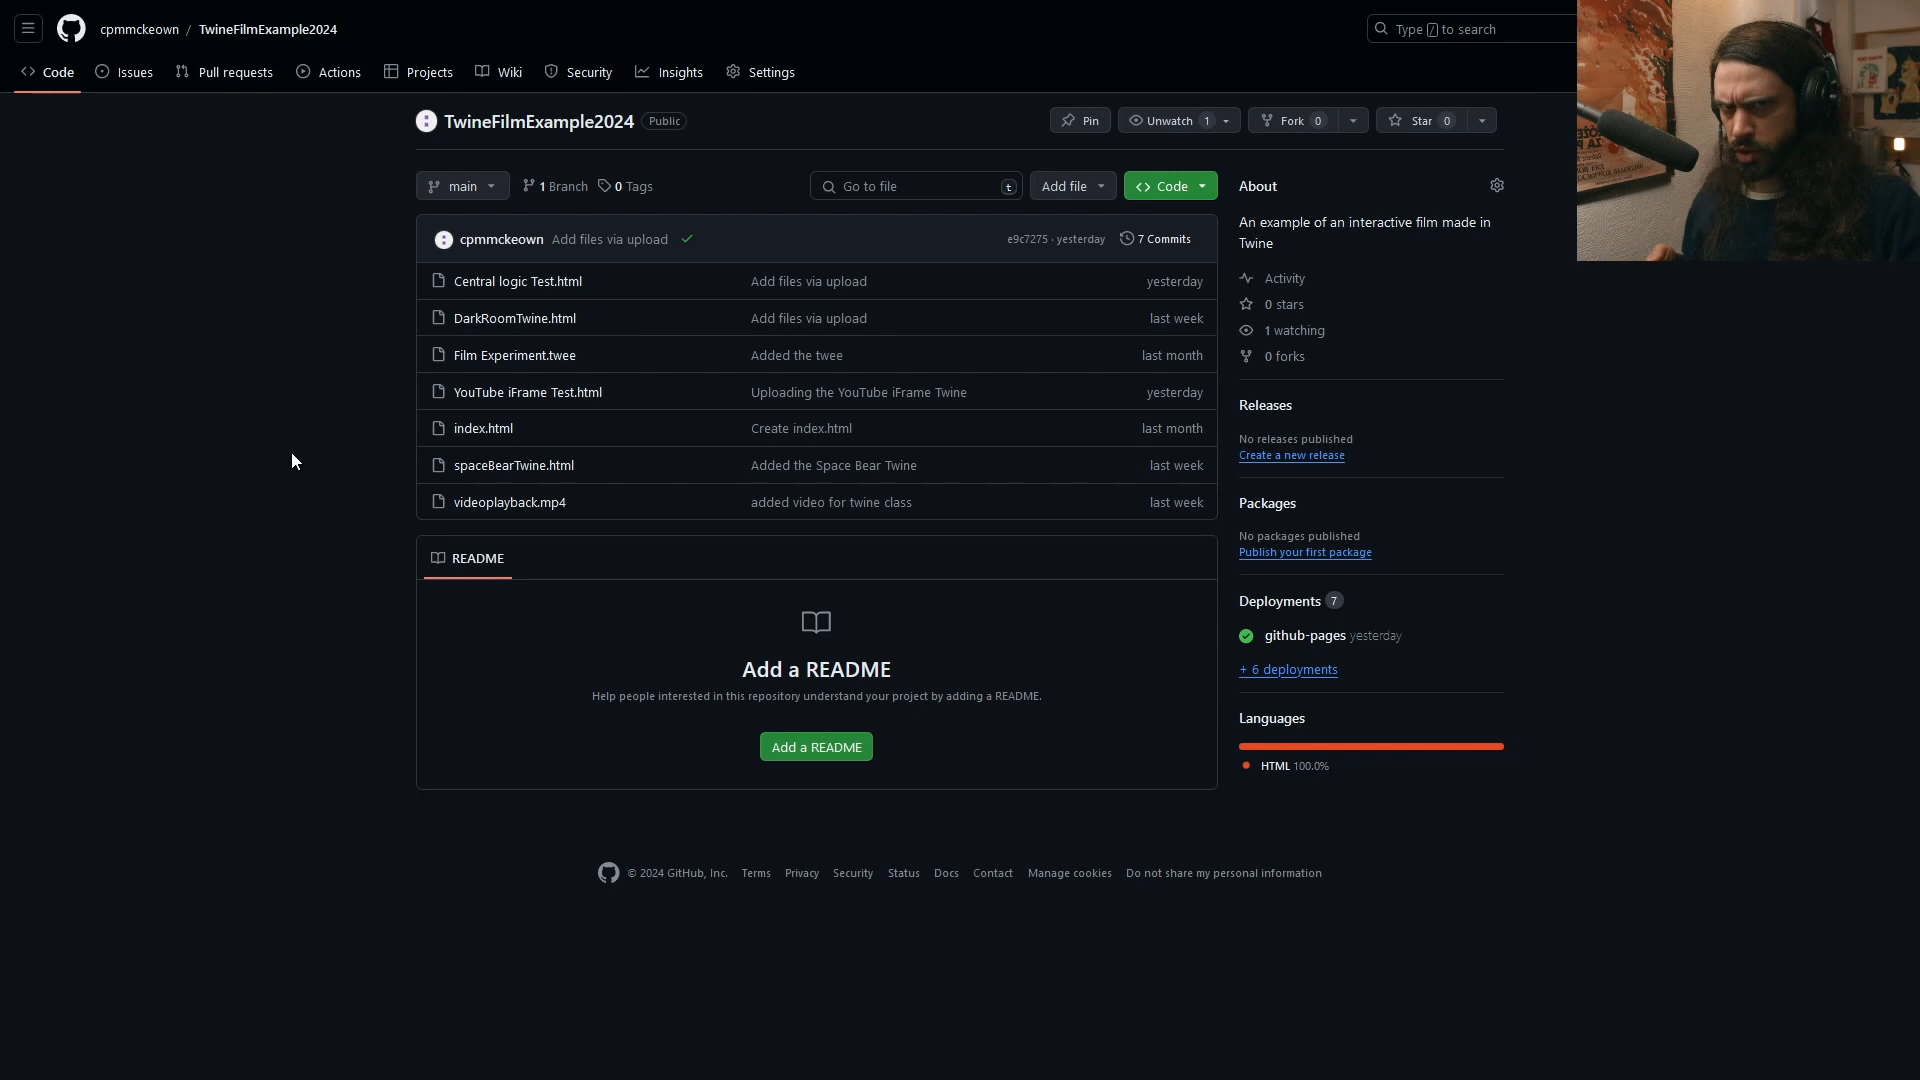 cpmmckeown / TwineFilmExample2024
Type / to search
Code Issues Pull requests Actions Projects Wiki Security Insights Settings
TwineFilmExample2024 Public
Pin Unwatch 1 Fork 0 Star 0
main 1 Branch 0 Tags Go to file t Add file Code
cpmmckeown Add files via upload e9c7275 · yesterday 7 Commits
Central logic Test.html Add files via upload yesterday
DarkRoomTwine.html Add files via upload last week
Film Experiment.twee Added the twee last month
YouTube iFrame Test.html Uploading the YouTube iFrame Twine yesterday
index.html Create index.html last month
spaceBearTwine.html Added the Space Bear Twine last week
videoplayback.mp4 added video for twine class last week
README
Add a README
Help people interested in this repository understand your project by adding a README.
Add a README
About
An example of an interactive film made in
Twine
Activity
0 stars
1 watching
0 forks
Releases
No releases published
Create a new release
Packages
No packages published
Publish your first package
Deployments 7
github-pages yesterday
+ 6 deployments
Languages
HTML 100.0%
© 2024 GitHub, Inc. Terms Privacy Security Status Docs Contact Manage cookies Do not share my personal information